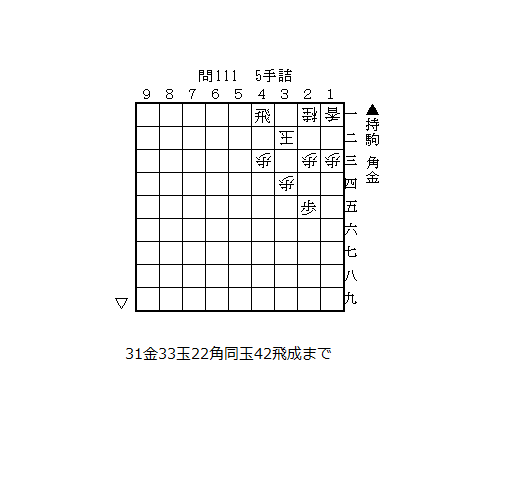 問111 5手詰
9 8 7 6 5 4 3 2 1
飛 桂 香 一
玉 二
歩 歩 歩 三
歩 四
歩 五
六
七
八
九
▲持駒 角金
▽
31金33玉22角同玉42飛成まで